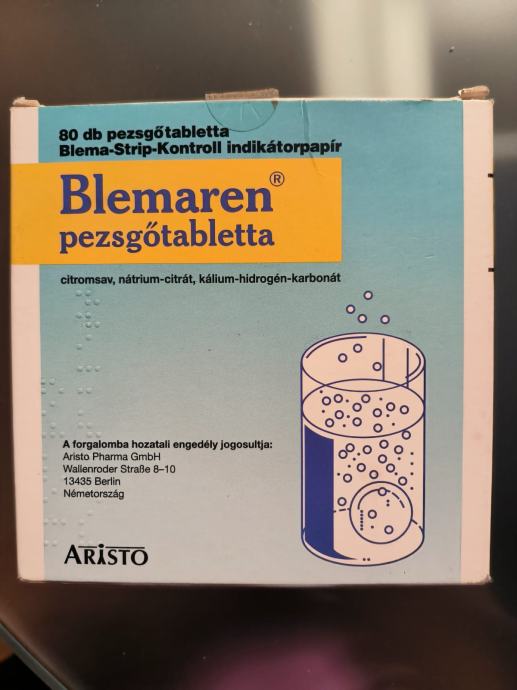 80 db pezsgőtabletta
Blema-Strip-Kontroll indikátorpapír
Blemaren®
pezsgőtabletta
citromsav, nátrium-citrát, kálium-hidrogén-karbonát
A forgalomba hozatali engedély jogosultja:
Aristo Pharma GmbH
Wallenroder Straße 8–10
13435 Berlin
Németország
ARISTO